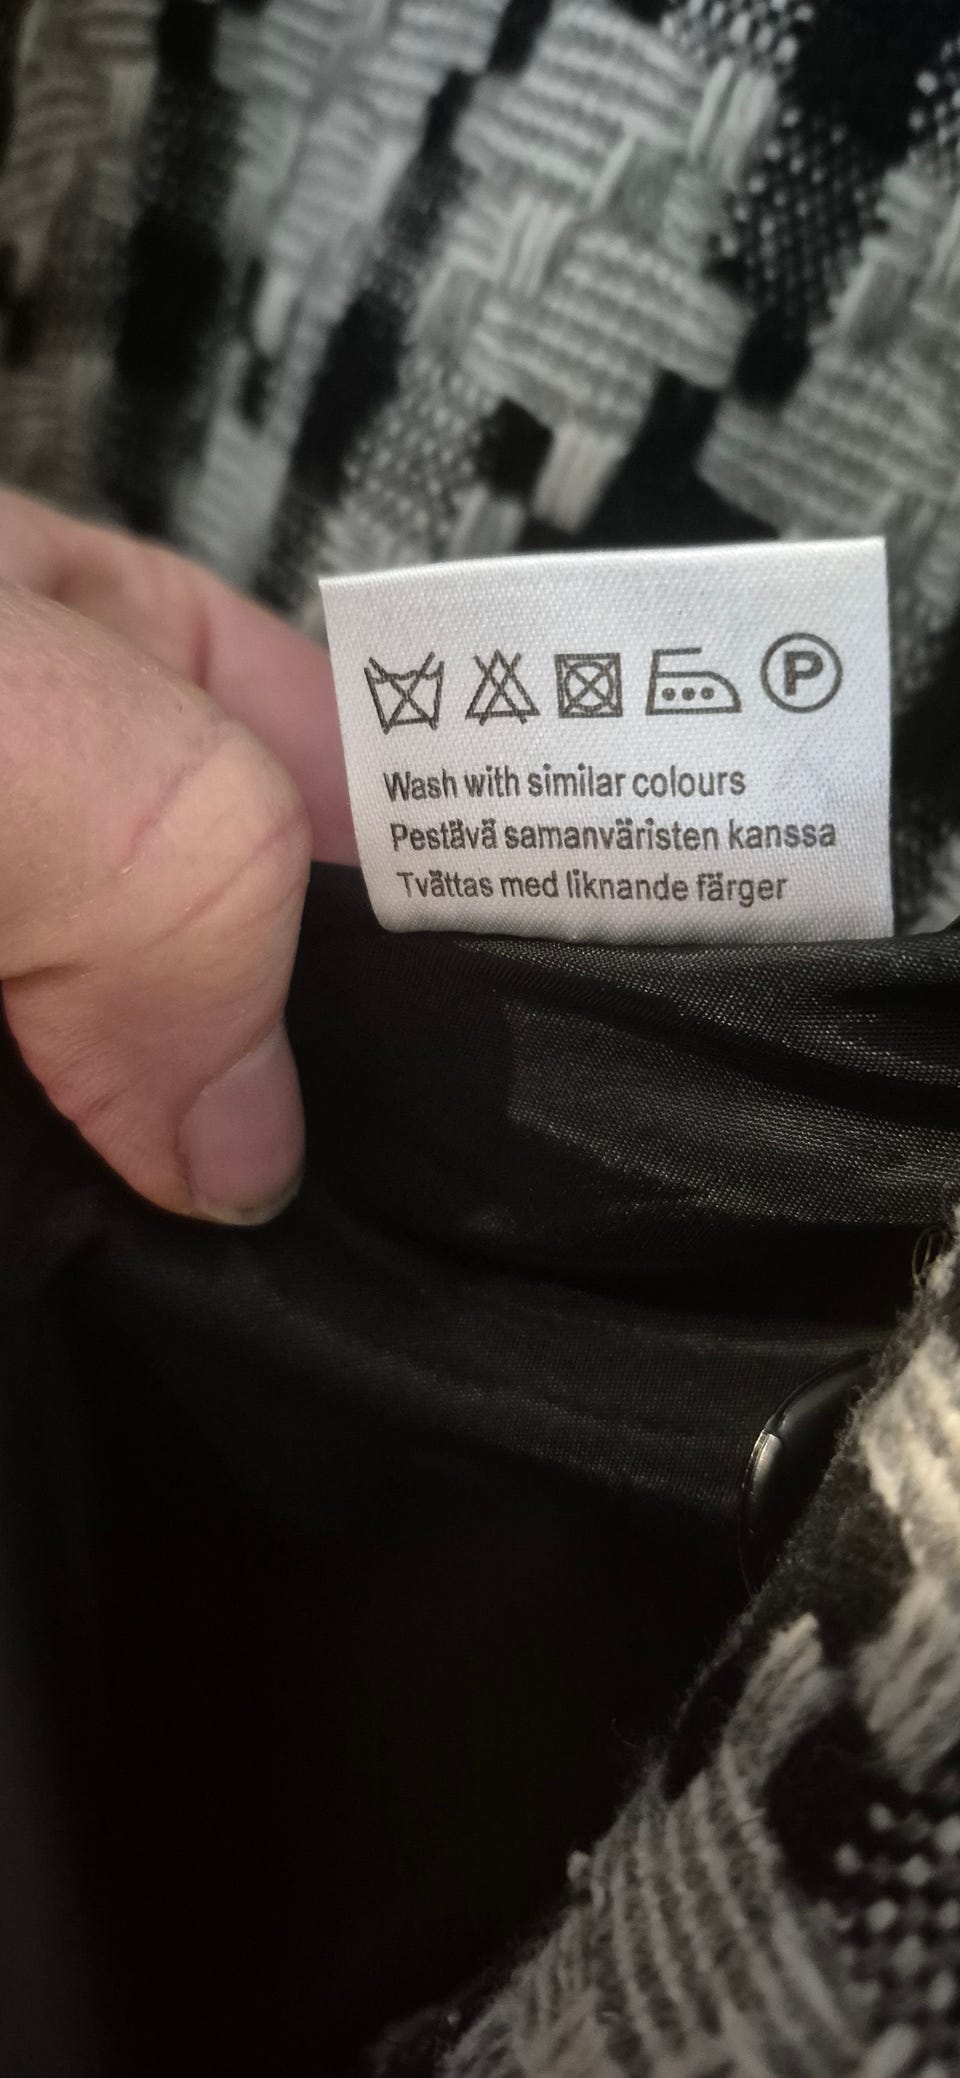 P
Wash with similar colours
Pestävä samanväristen kanssa
Tvättas med liknande färger